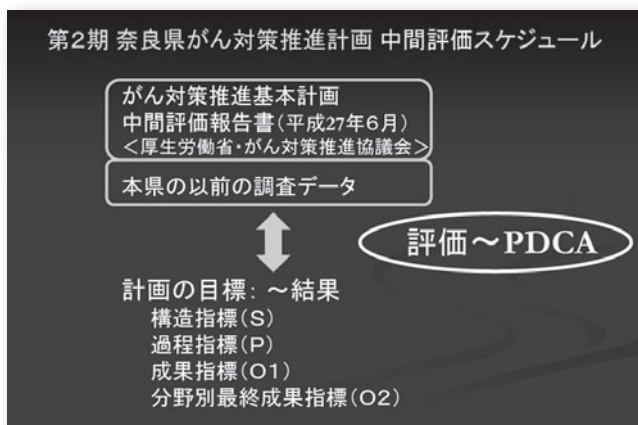 第2期 奈良県がん対策推進計画 中間評価スケジュール
がん対策推進基本計画
中間評価報告書(平成27年6月)
<厚生労働省・がん対策推進協議会>
本県の以前の調査データ
評価～PDCA
計画の目標: ～結果
構造指標(S)
過程指標(P)
成果指標(O1)
分野別最終成果指標(O2)